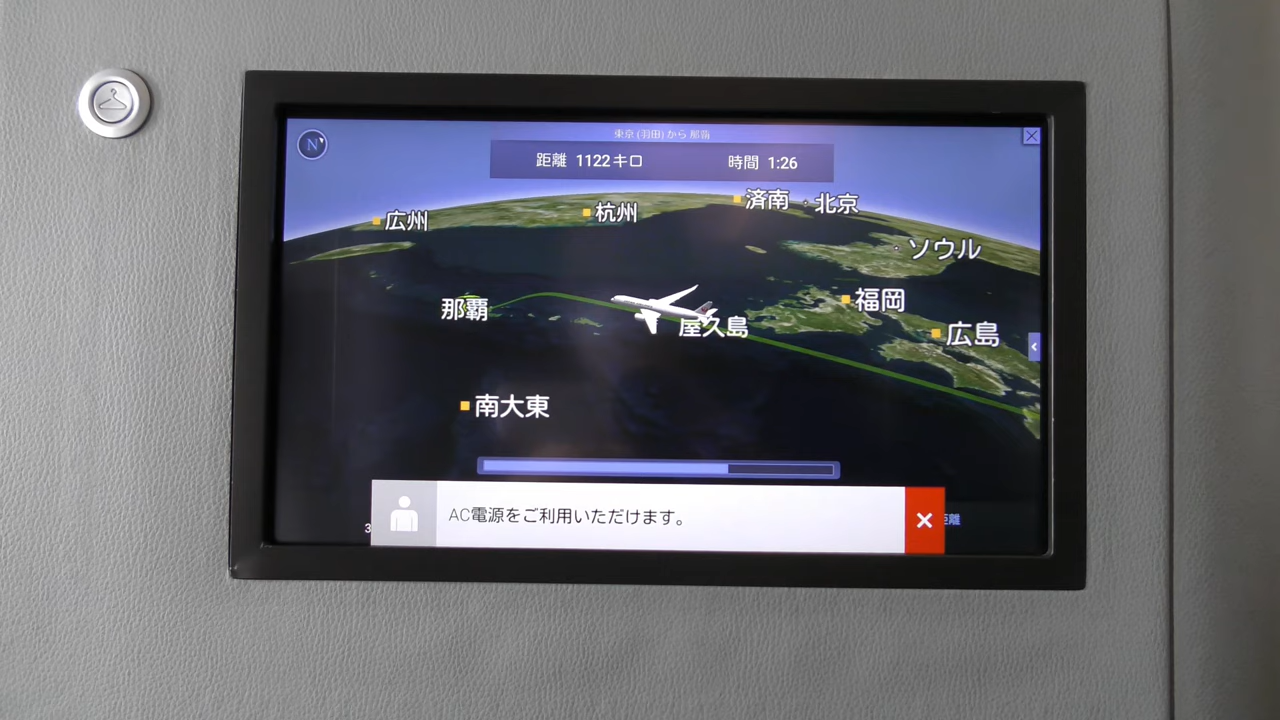 東京 (羽田) から 那覇
N
距離 1122キロ 時間 1:26
済南
北京
杭州
広州
ソウル
福岡
那覇
屋久島
広島
南大東
3
AC電源をご利用いただけます。
距離